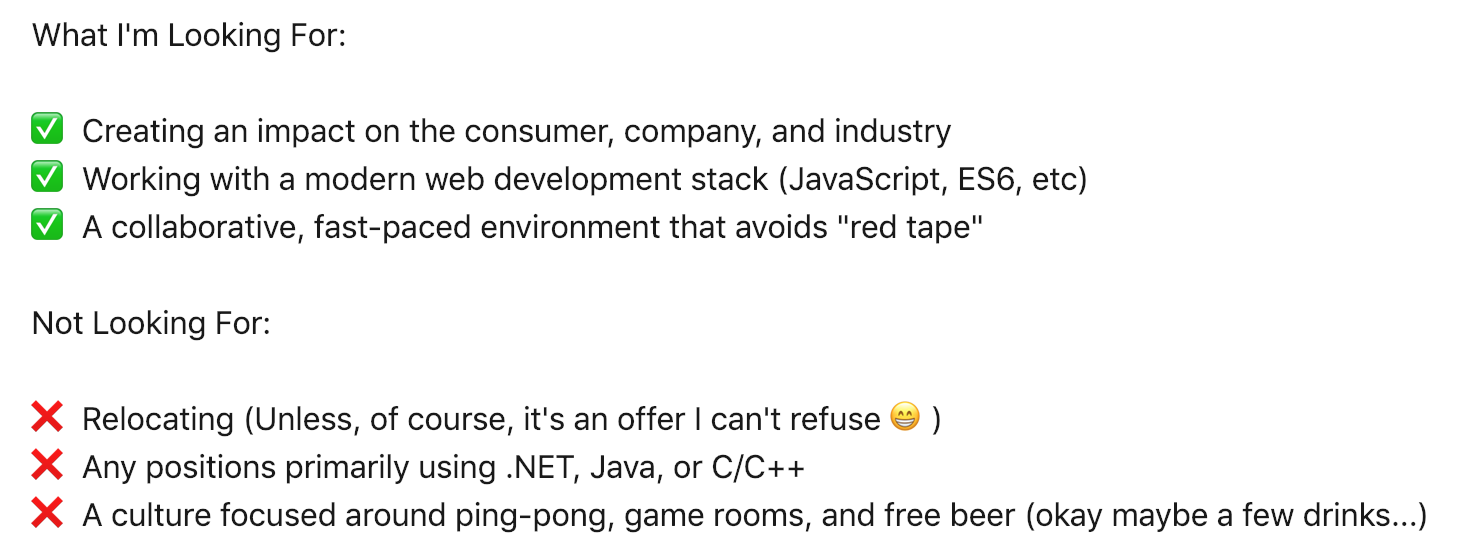 What I'm Looking For:
✅ Creating an impact on the consumer, company, and industry
✅ Working with a modern web development stack (JavaScript, ES6, etc)
✅ A collaborative, fast-paced environment that avoids "red tape"
Not Looking For:
❌ Relocating (Unless, of course, it's an offer I can't refuse 😁 )
❌ Any positions primarily using .NET, Java, or C/C++
❌ A culture focused around ping-pong, game rooms, and free beer (okay maybe a few drinks...)